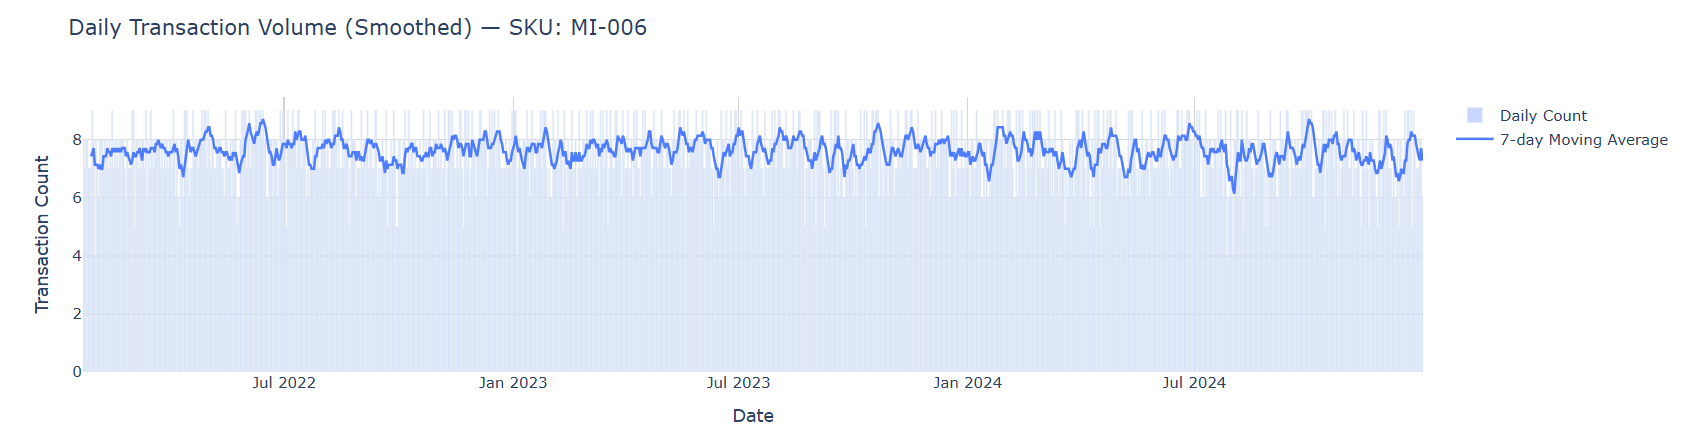 Daily Transaction Volume (Smoothed) — SKU: MI-006
Daily Count
7-day Moving Average
Transaction Count
8
6
4
2
0
Jul 2022
Jan 2023
Jul 2023
Jan 2024
Jul 2024
Date